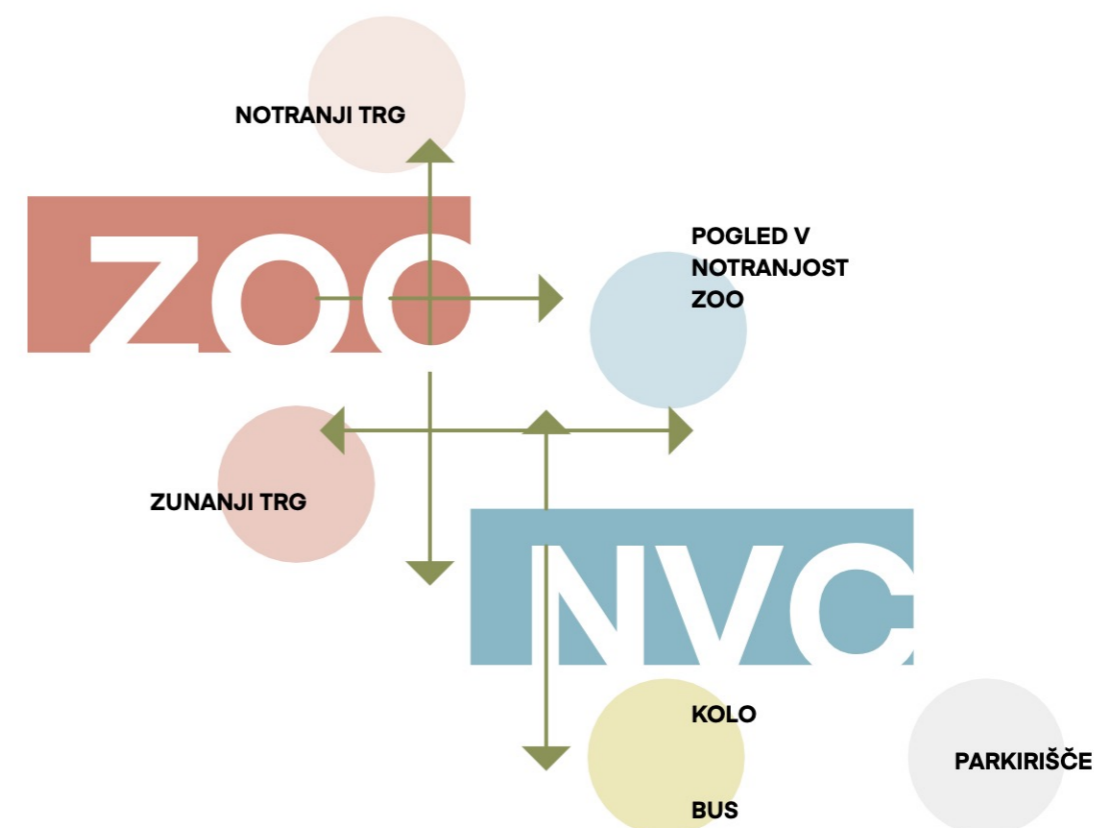 NOTRANJI TRG
ZOO
POGLED V
NOTRANJOST
ZOO
ZUNANJI TRG
NVC
KOLO
PARKIRIŠČE
BUS